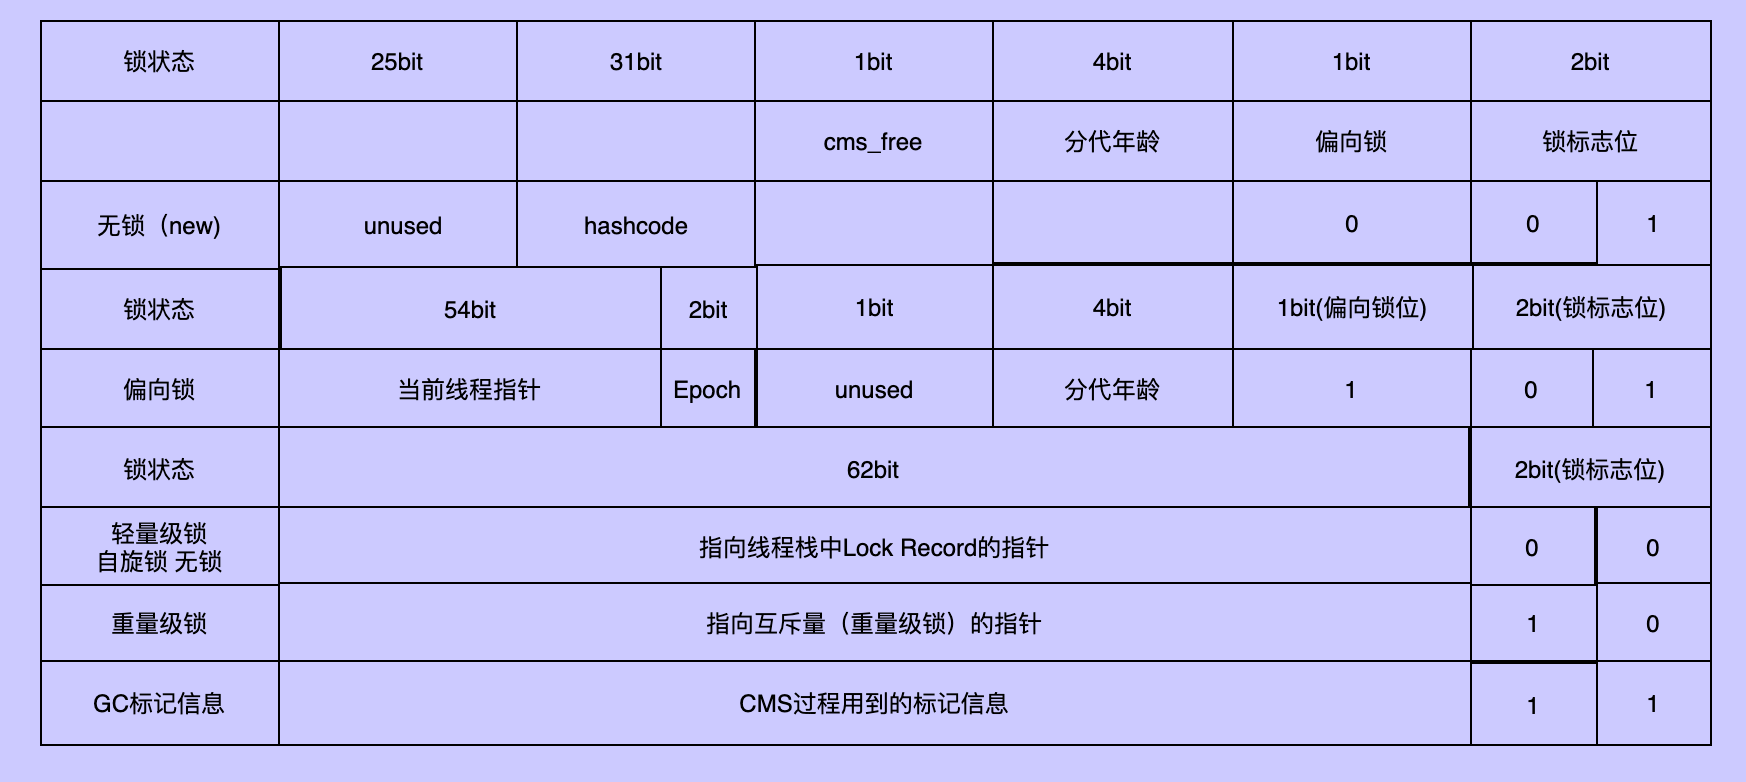 锁状态 25bit 31bit 1bit 4bit 1bit 2bit
cms_free 分代年龄 偏向锁 锁标志位
无锁（new) unused hashcode 0 0 1
锁状态 54bit 2bit 1bit 4bit 1bit(偏向锁位) 2bit(锁标志位)
偏向锁 当前线程指针 Epoch unused 分代年龄 1 0 1
锁状态 62bit 2bit(锁标志位)
轻量级锁
自旋锁 无锁 指向线程栈中Lock Record的指针 0 0
重量级锁 指向互斥量（重量级锁）的指针 1 0
GC标记信息 CMS过程用到的标记信息 1 1